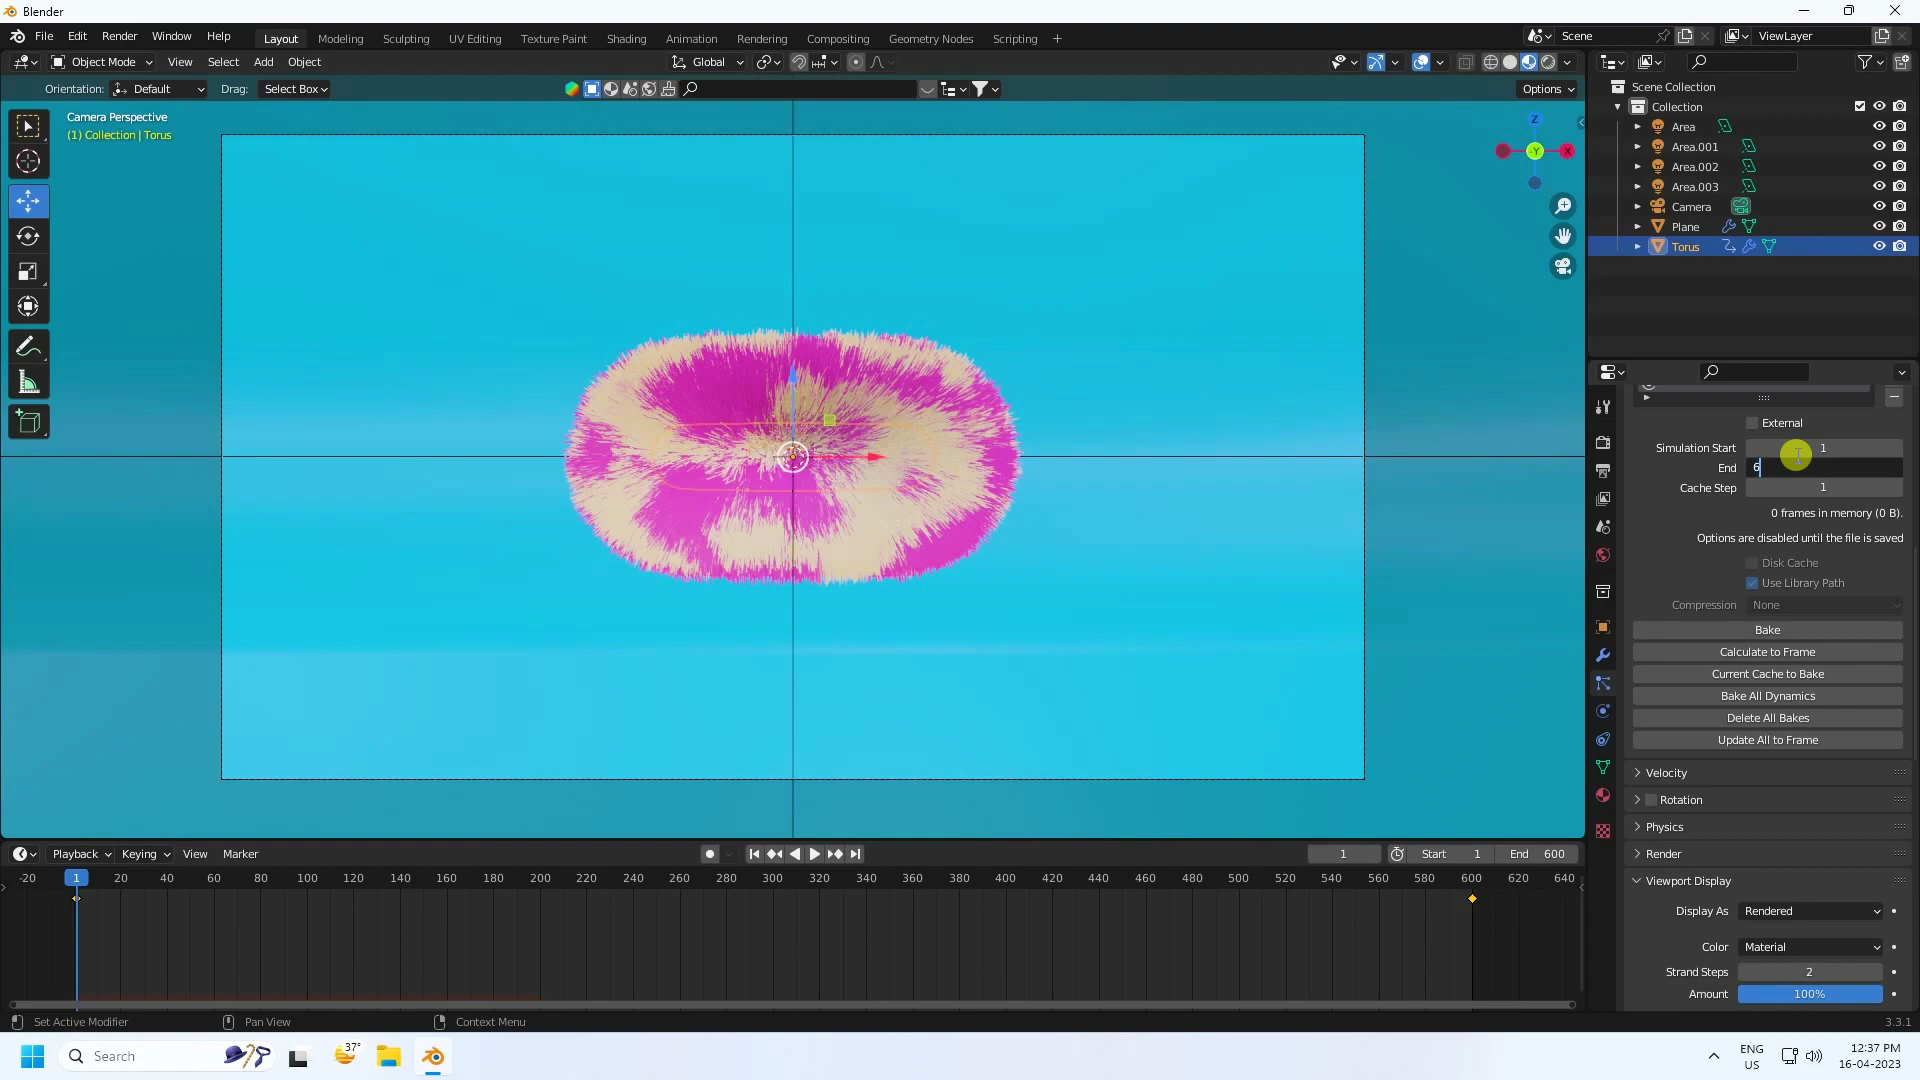 Blender
File Edit Render Window Help
Layout Modeling Sculpting UV Editing Texture Paint Shading Animation Rendering Compositing Geometry Nodes Scripting +
Scene
ViewLayer
Object Mode View Select Add Object
Global
Orientation: Default Drag: Select Box
Options
Camera Perspective
(1) Collection | Torus
Z
-Y
X
Scene Collection
Collection
Area
Area.001
Area.002
Area.003
Camera
Plane
Torus
External
Simulation Start 1
End 6
Cache Step 1
0 frames in memory (0 B).
Options are disabled until the file is saved
Disk Cache
Use Library Path
Compression None
Bake
Calculate to Frame
Current Cache to Bake
Bake All Dynamics
Delete All Bakes
Update All to Frame
Velocity
Rotation
Physics
Render
Viewport Display
Display As Rendered
Color Material
Strand Steps 2
Amount 100%
Playback Keying View Marker
1 Start 1 End 600
-20 1 20 40 60 80 100 120 140 160 180 200 220 240 260 280 300 320 340 360 380 400 420 440 460 480 500 520 540 560 580 600 620 640
Set Active Modifier Pan View Context Menu
3.3.1
Search
37°
ENG
US
12:37 PM
16-04-2023